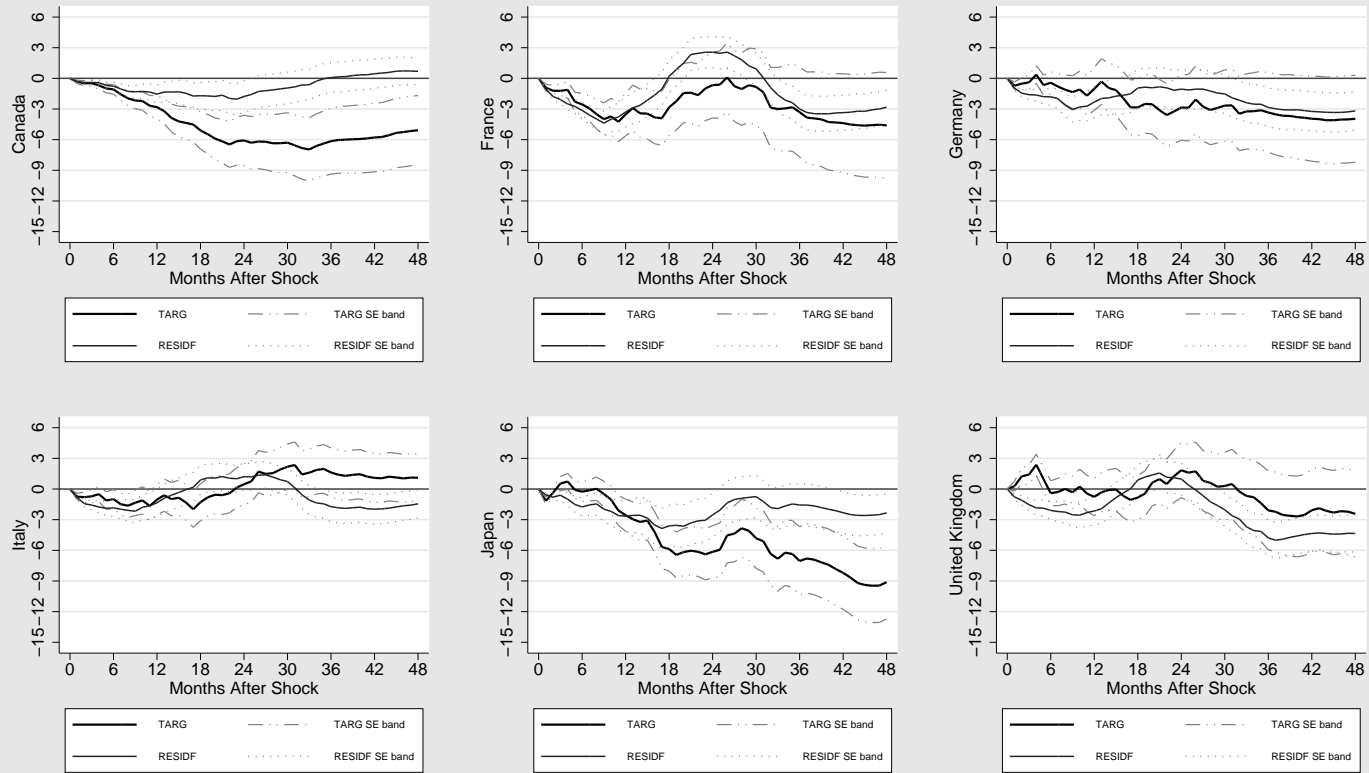 Canada
6
3
0
−3
−6
−9
−12
−15
0 6 12 18 24 30 36 42 48
Months After Shock
TARG TARG SE band
RESIDF RESIDF SE band
France
6
3
0
−3
−6
−9
−12
−15
0 6 12 18 24 30 36 42 48
Months After Shock
TARG TARG SE band
RESIDF RESIDF SE band
Germany
6
3
0
−3
−6
−9
−12
−15
0 6 12 18 24 30 36 42 48
Months After Shock
TARG TARG SE band
RESIDF RESIDF SE band
Italy
6
3
0
−3
−6
−9
−12
−15
0 6 12 18 24 30 36 42 48
Months After Shock
TARG TARG SE band
RESIDF RESIDF SE band
Japan
6
3
0
−3
−6
−9
−12
−15
0 6 12 18 24 30 36 42 48
Months After Shock
TARG TARG SE band
RESIDF RESIDF SE band
United Kingdom
6
3
0
−3
−6
−9
−12
−15
0 6 12 18 24 30 36 42 48
Months After Shock
TARG TARG SE band
RESIDF RESIDF SE band